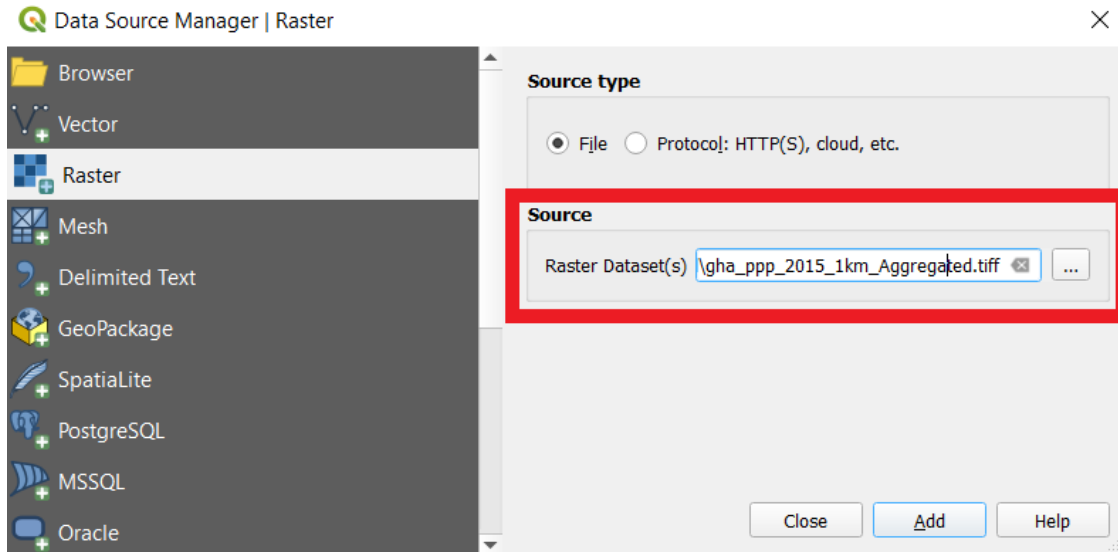 Data Source Manager | Raster
Browser
Vector
Raster
Mesh
Delimited Text
GeoPackage
SpatiaLite
PostgreSQL
MSSQL
Oracle
Source type
File Protocol: HTTP(S), cloud, etc.
Source
Raster Dataset(s) \gha_ppp_2015_1km_Aggregated.tiff ...
Close Add Help